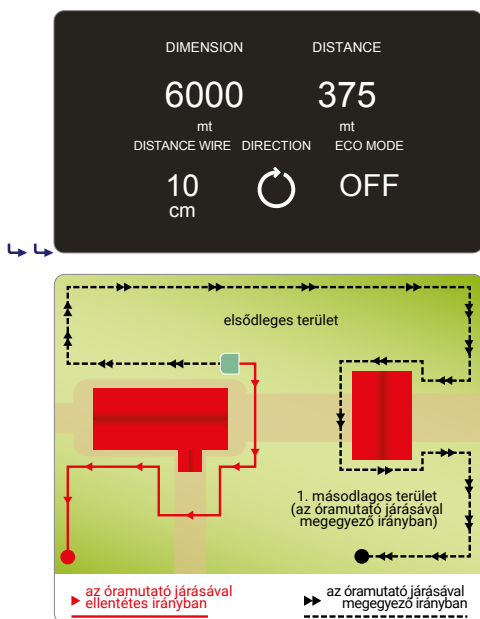 DIMENSION DISTANCE
6000 375
mt mt
DISTANCE WIRE DIRECTION ECO MODE
10 OFF
cm
elsődleges terület
1. másodlagos terület
(az óramutató járásával
megegyező irányban)
az óramutató járásával
ellentétes irányban
az óramutató járásával
megegyező irányban